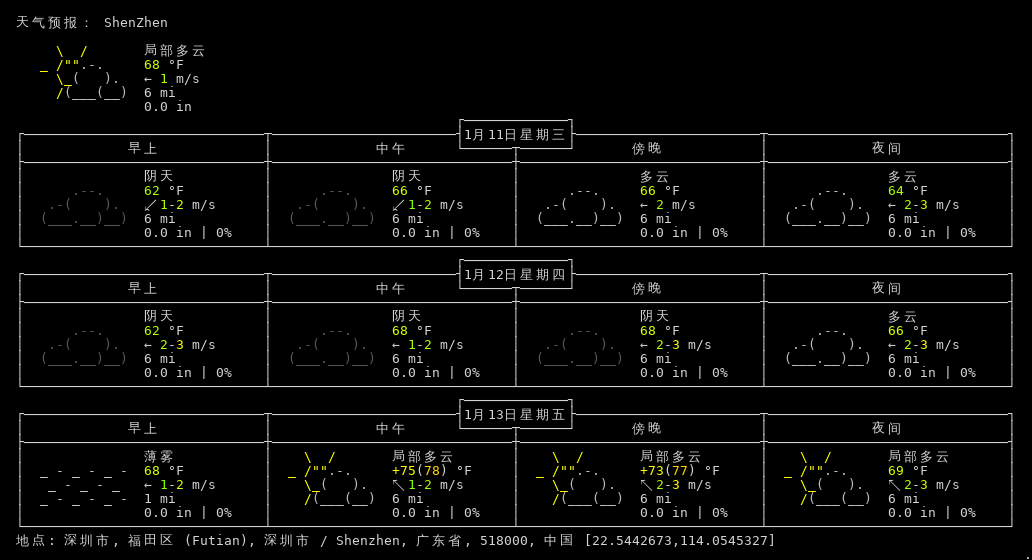 天气预报: ShenZhen
局部多云
68 °F
← 1 m/s
6 mi
0.0 in
1月11日星期三
早上 中午 傍晚 夜间
阴天 阴天 多云 多云
62 °F 66 °F 66 °F 64 °F
↙ 1-2 m/s ↙ 1-2 m/s ← 2 m/s ← 2-3 m/s
6 mi 6 mi 6 mi 6 mi
0.0 in | 0% 0.0 in | 0% 0.0 in | 0% 0.0 in | 0%
1月12日星期四
早上 中午 傍晚 夜间
阴天 阴天 阴天 多云
62 °F 68 °F 68 °F 66 °F
← 2-3 m/s ← 1-2 m/s ← 2-3 m/s ← 2-3 m/s
6 mi 6 mi 6 mi 6 mi
0.0 in | 0% 0.0 in | 0% 0.0 in | 0% 0.0 in | 0%
1月13日星期五
早上 中午 傍晚 夜间
薄雾 局部多云 局部多云 局部多云
68 °F +75(78) °F +73(77) °F 69 °F
← 1-2 m/s ↖ 1-2 m/s ↖ 2-3 m/s ↖ 2-3 m/s
1 mi 6 mi 6 mi 6 mi
0.0 in | 0% 0.0 in | 0% 0.0 in | 0% 0.0 in | 0%
地点: 深圳市, 福田区 (Futian), 深圳市 / Shenzhen, 广东省, 518000, 中国 [22.5442673,114.0545327]